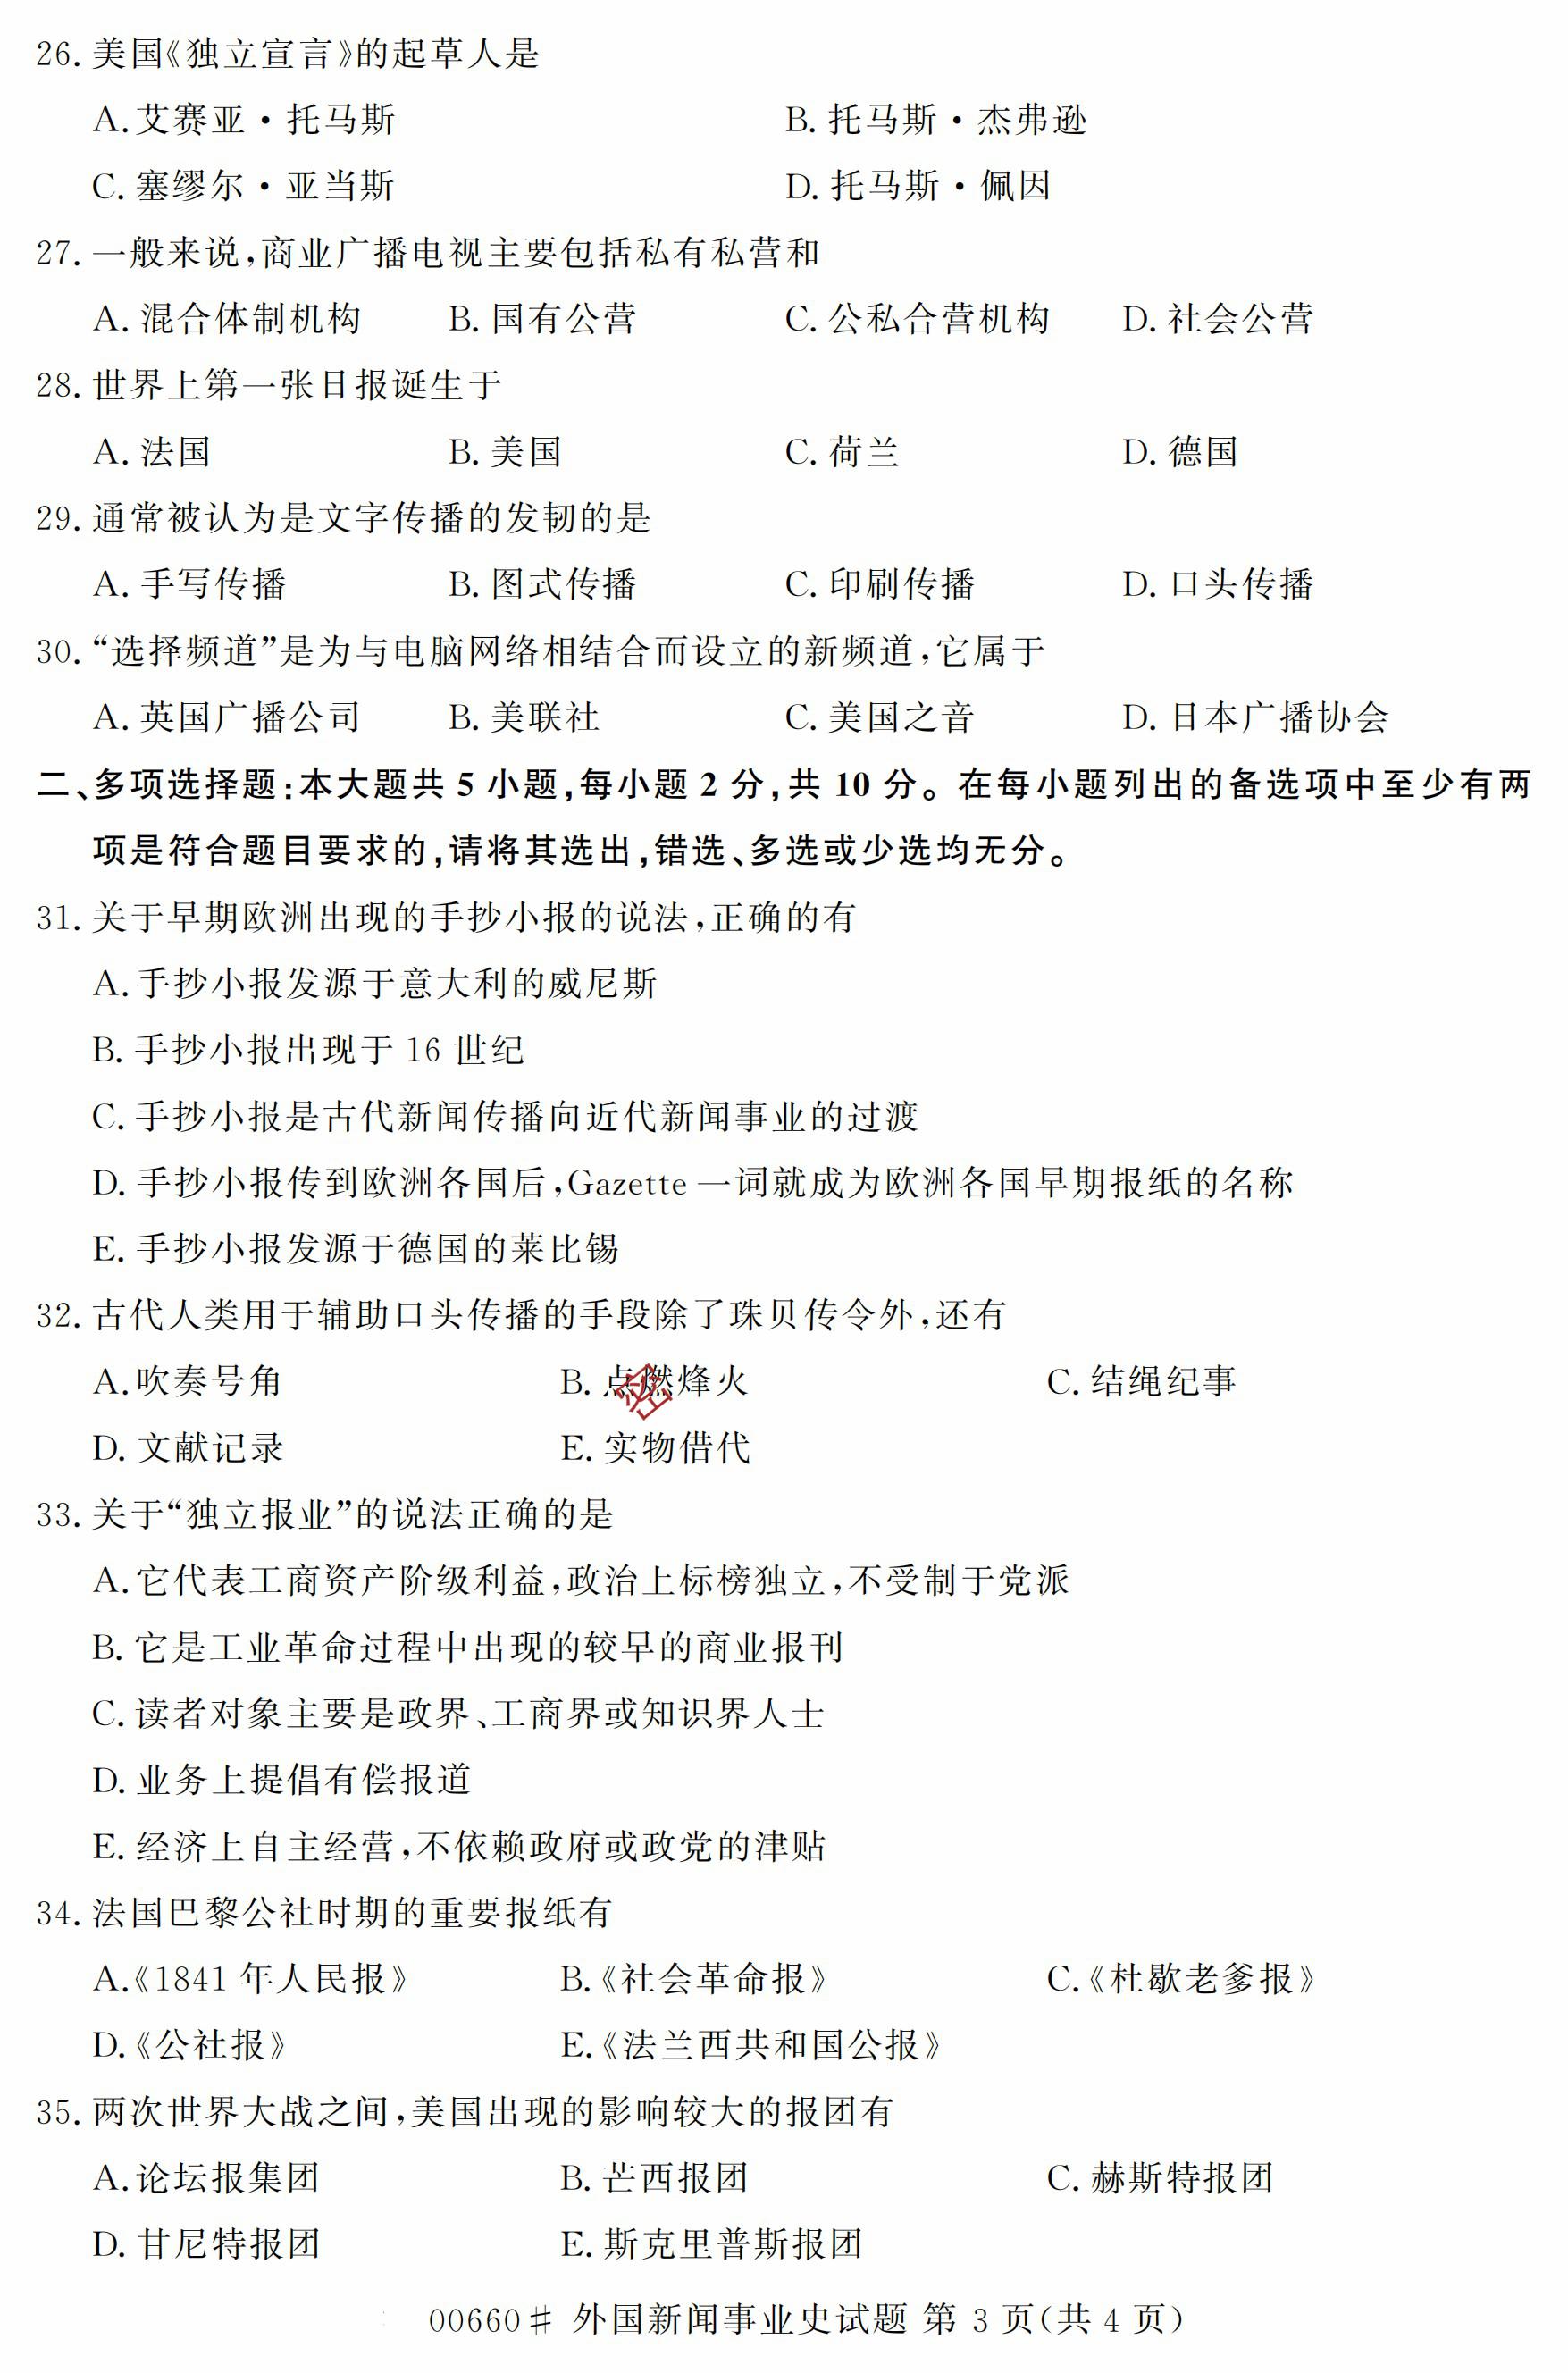 26. 美国《独立宣言》的起草人是
A. 艾赛亚·托马斯 B. 托马斯·杰弗逊
C. 塞缪尔·亚当斯 D. 托马斯·佩因
27. 一般来说,商业广播电视主要包括私有私营和
A. 混合体制机构 B. 国有公营 C. 公私合营机构 D. 社会公营
28. 世界上第一张日报诞生于
A. 法国 B. 美国 C. 荷兰 D. 德国
29. 通常被认为是文字传播的发韧的是
A. 手写传播 B. 图式传播 C. 印刷传播 D. 口头传播
30. “选择频道”是为与电脑网络相结合而设立的新频道,它属于
A. 英国广播公司 B. 美联社 C. 美国之音 D. 日本广播协会
二、多项选择题:本大题共 5 小题,每小题 2 分,共 10 分。在每小题列出的备选项中至少有两
项是符合题目要求的,请将其选出,错选、多选或少选均无分。
31. 关于早期欧洲出现的手抄小报的说法,正确的有
A. 手抄小报发源于意大利的威尼斯
B. 手抄小报出现于 16 世纪
C. 手抄小报是古代新闻传播向近代新闻事业的过渡
D. 手抄小报传到欧洲各国后,Gazette 一词就成为欧洲各国早期报纸的名称
E. 手抄小报发源于德国的莱比锡
32. 古代人类用于辅助口头传播的手段除了珠贝传令外,还有
A. 吹奏号角 B. 点燃烽火 C. 结绳纪事
密
D. 文献记录 E. 实物借代
33. 关于“独立报业”的说法正确的是
A. 它代表工商资产阶级利益,政治上标榜独立,不受制于党派
B. 它是工业革命过程中出现的较早的商业报刊
C. 读者对象主要是政界、工商界或知识界人士
D. 业务上提倡有偿报道
E. 经济上自主经营,不依赖政府或政党的津贴
34. 法国巴黎公社时期的重要报纸有
A.《1841 年人民报》 B.《社会革命报》 C.《杜歇老爹报》
D.《公社报》 E.《法兰西共和国公报》
35. 两次世界大战之间,美国出现的影响较大的报团有
A. 论坛报集团 B. 芒西报团 C. 赫斯特报团
D. 甘尼特报团 E. 斯克里普斯报团
00660# 外国新闻事业史试题 第 3 页(共 4 页)